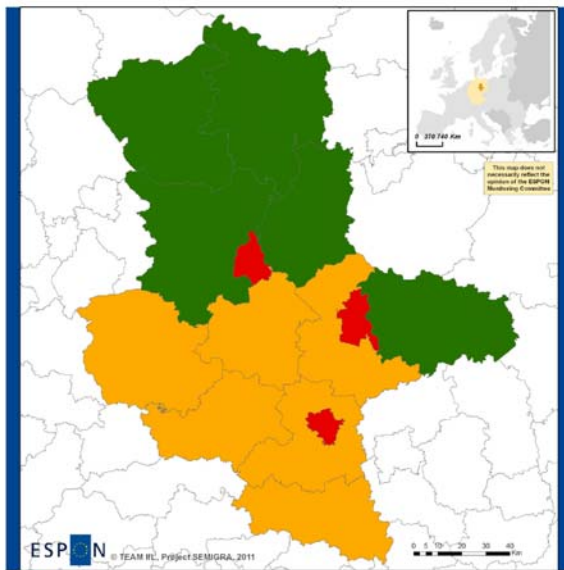 0 370 740 Km
This map does not
necessarily reflect the
opinion of the ESPON
Monitoring Committee
ESPON
© TEAM IfL, Project SEMIGRA, 2011
0 5 10 20 30 40
Km